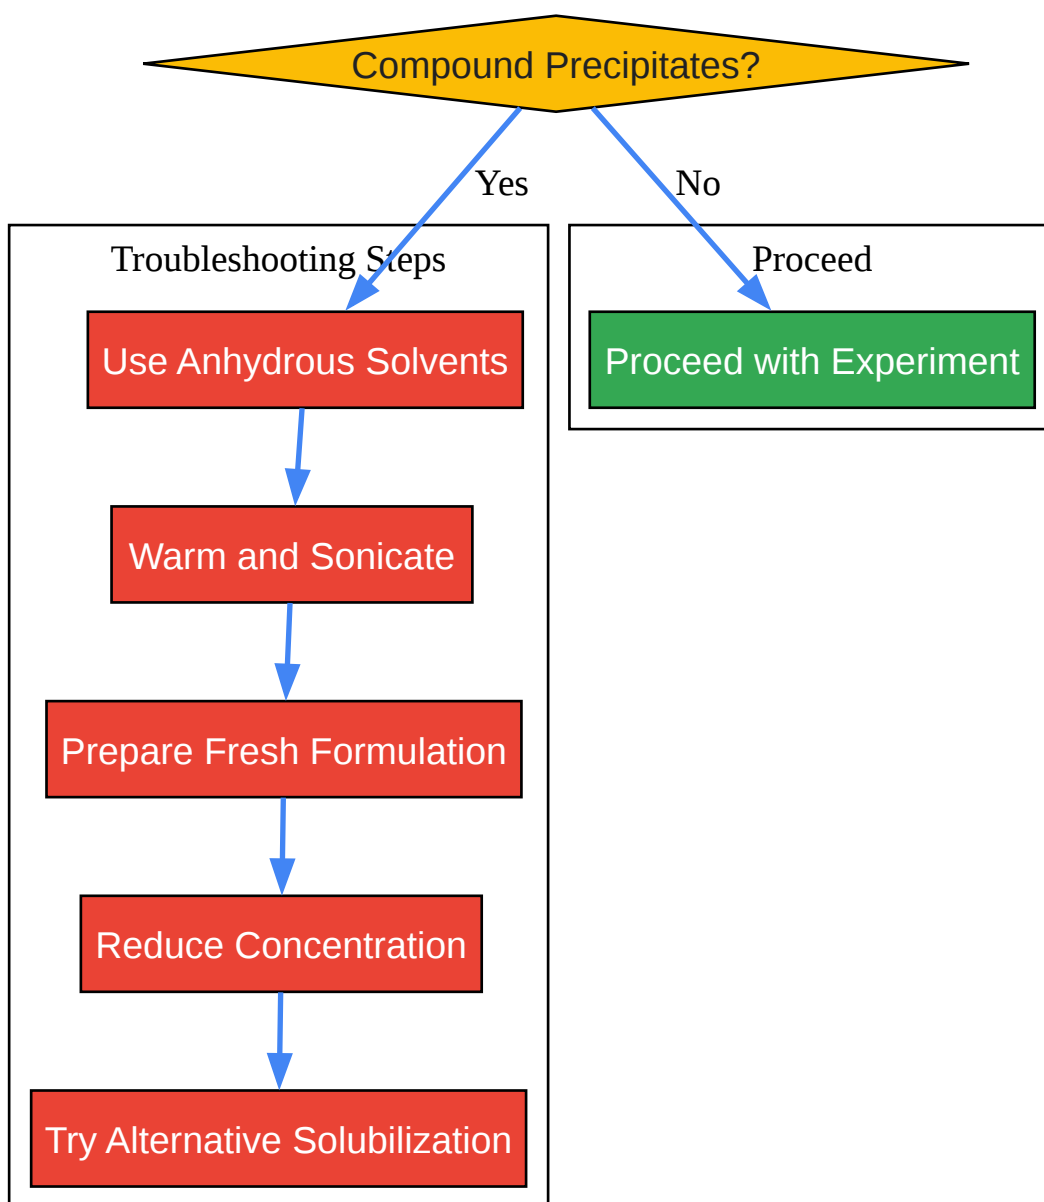 Compound Precipitates?
Yes
No
Troubleshooting Steps
Proceed
Use Anhydrous Solvents
Proceed with Experiment
Warm and Sonicate
Prepare Fresh Formulation
Reduce Concentration
Try Alternative Solubilization